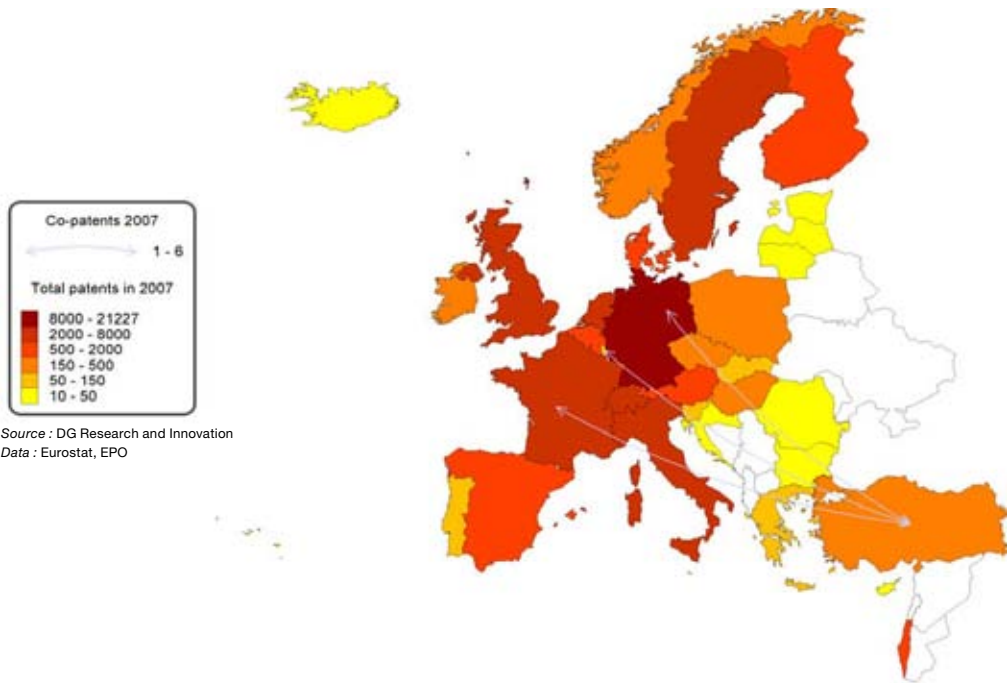 Co-patents 2007
1 - 6
Total patents in 2007
8000 - 21227
2000 - 8000
500 - 2000
150 - 500
50 - 150
10 - 50
Source : DG Research and Innovation
Data : Eurostat, EPO